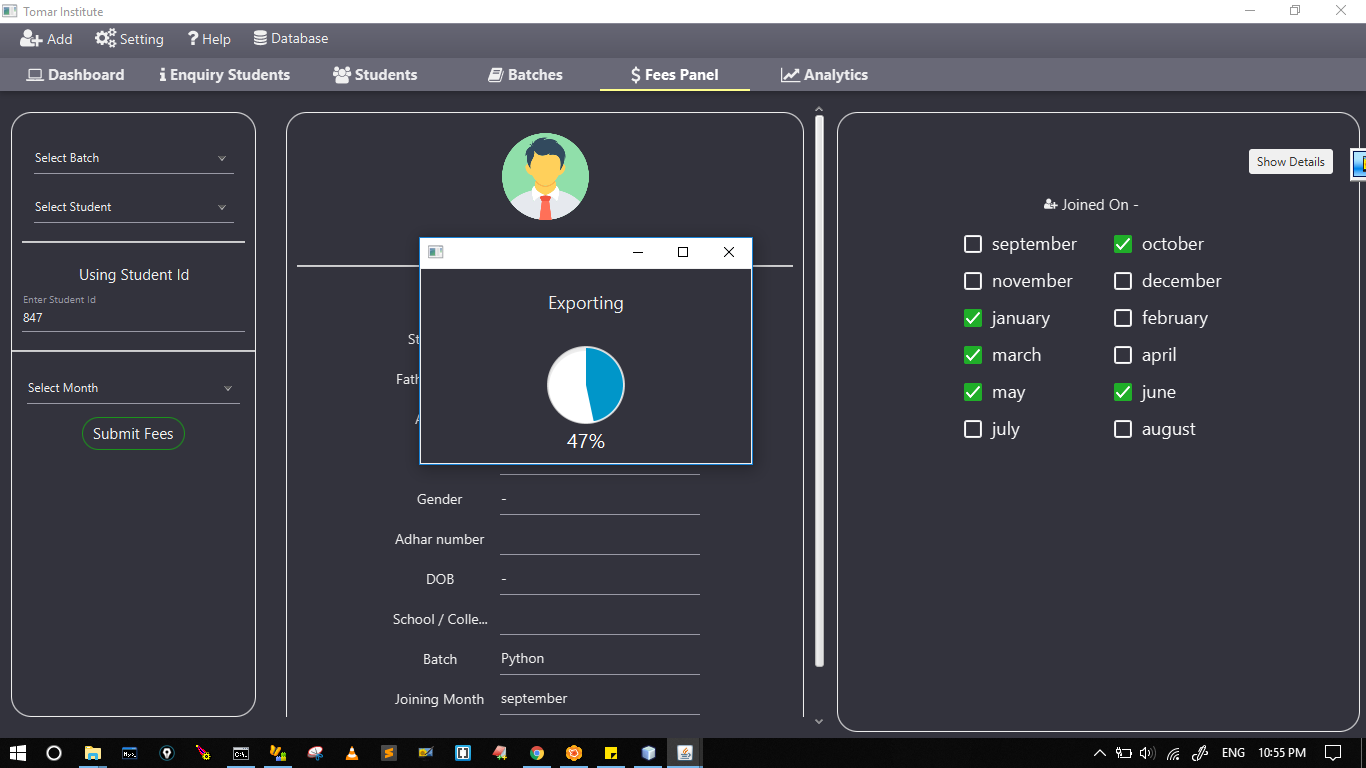 Tomar Institute
Add Setting Help Database
Dashboard Enquiry Students Students Batches Fees Panel Analytics
Select Batch
Select Student
Using Student Id
Enter Student Id
847
Select Month
Submit Fees
St
Fath
A
Gender -
Adhar number
DOB -
School / Colle...
Batch Python
Joining Month september
Exporting
47%
Show Details
Joined On -
september october
november december
january february
march april
may june
july august
ENG 10:55 PM